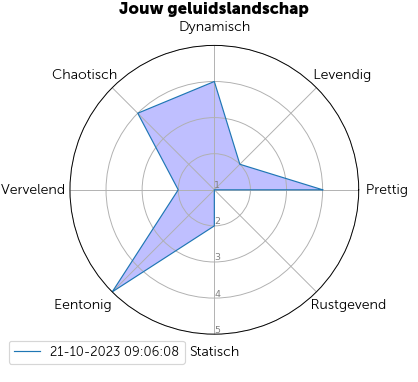 Jouw geluidslandschap
Dynamisch
Chaotisch
Levendig
Vervelend
Prettig
1
2
3
4
5
Eentonig
Rustgevend
Statisch
21-10-2023 09:06:08